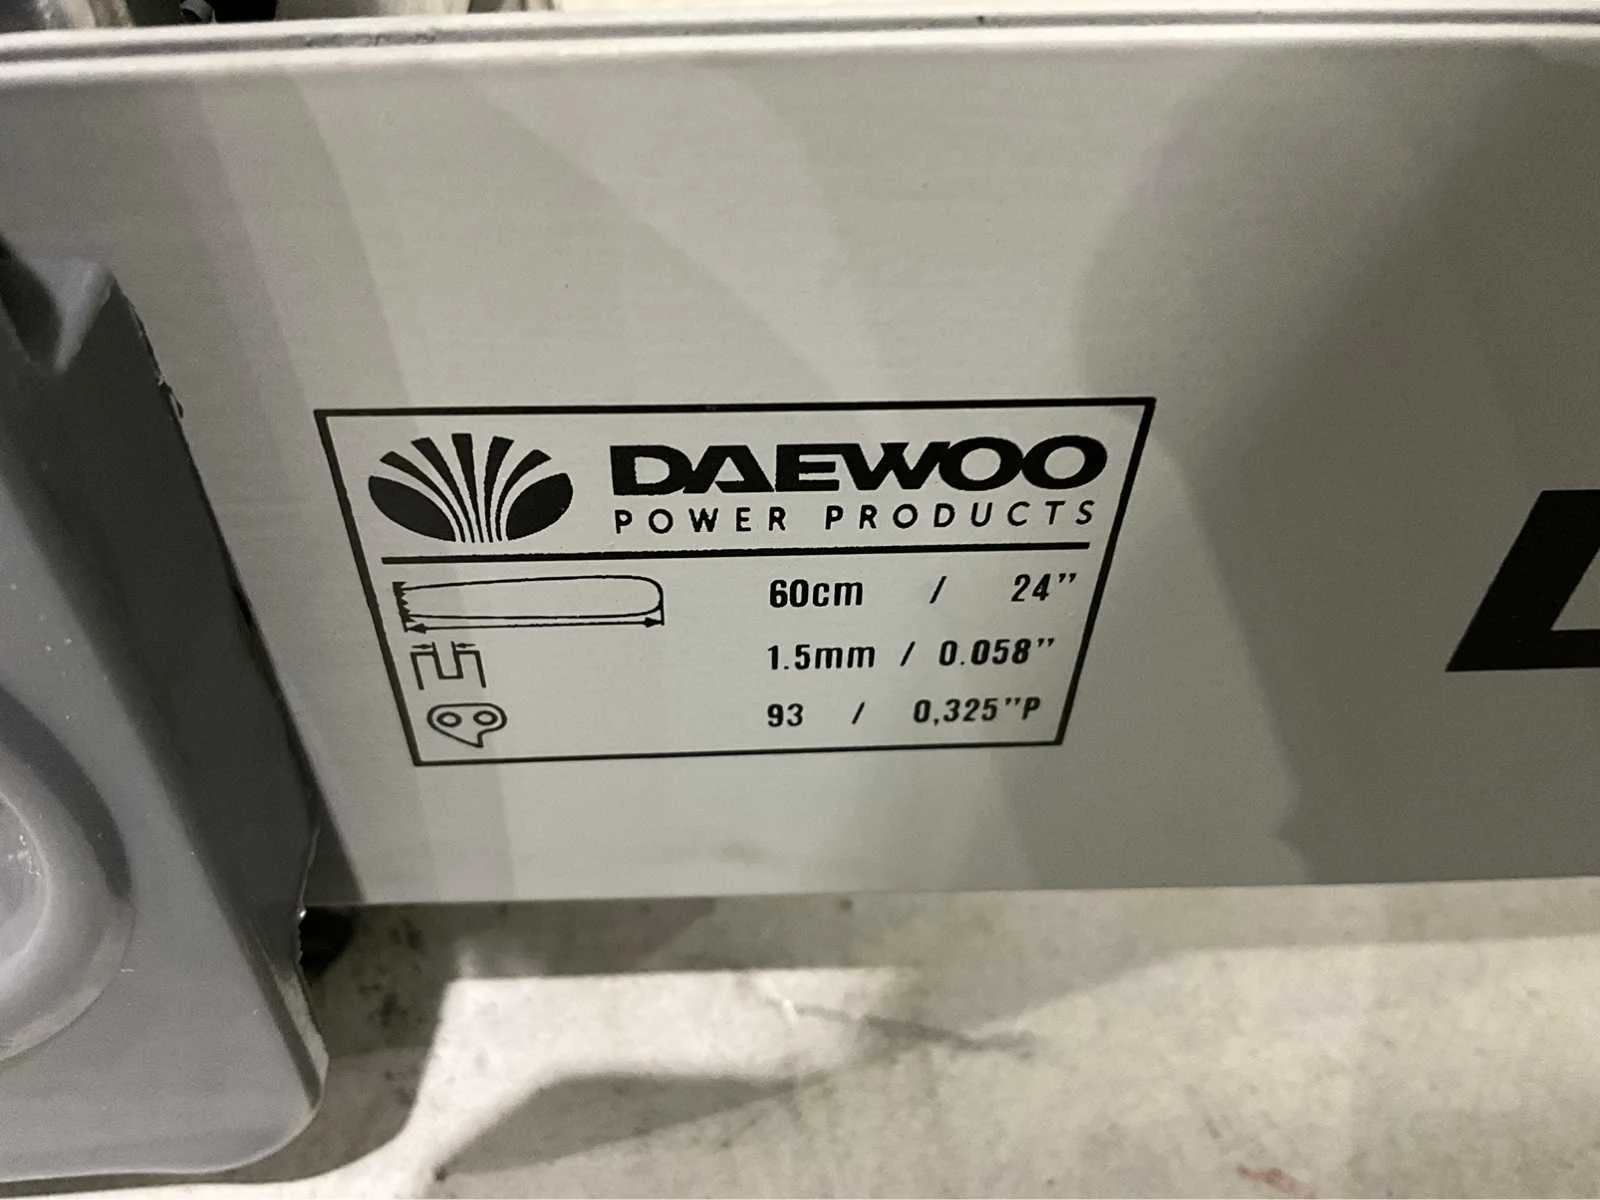 DAEWOO
POWER PRODUCTS
60cm / 24”
1.5mm / 0.058”
93 / 0,325”P